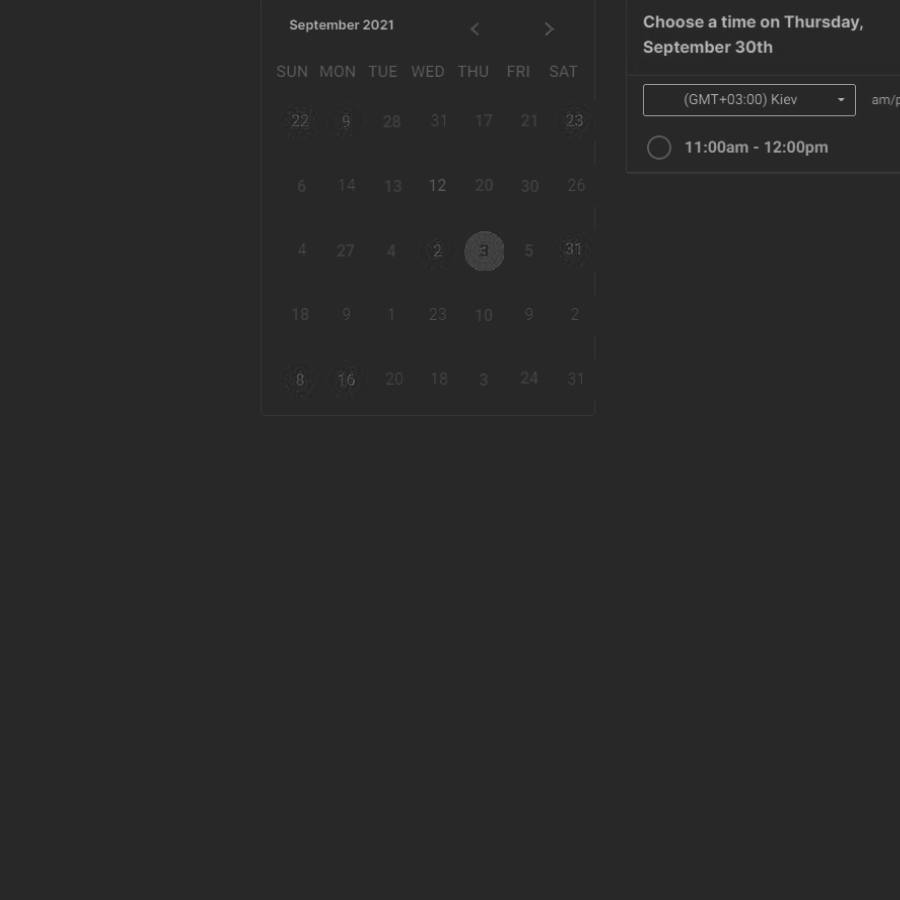 September 2021
SUN MON TUE WED THU FRI SAT
22 9 28 31 17 21 23
6 14 13 12 20 30 26
4 27 4 2 3 5 31
18 9 1 23 10 9 2
8 16 20 18 3 24 31
Choose a time on Thursday,
September 30th
(GMT+03:00) Kiev am/p
11:00am - 12:00pm